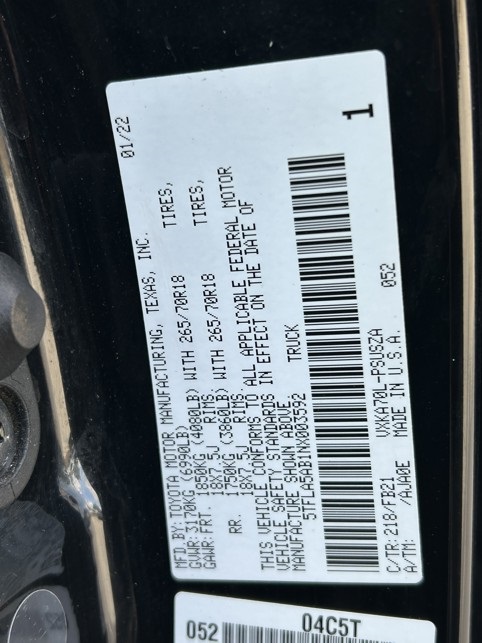 MFD BY: TOYOTA MOTOR MANUFACTURING, TEXAS, INC. 01/22
GVWR: 3170KG (6990LB)
GAWR: FRT. 1850KG (4080LB) WITH 265/70R18 TIRES,
18X7.5J RIMS
RR. 1750KG (3860LB) WITH 265/70R18 TIRES,
18X7.5J RIMS
THIS VEHICLE CONFORMS TO ALL APPLICABLE FEDERAL MOTOR
VEHICLE SAFETY STANDARDS IN EFFECT ON THE DATE OF
MANUFACTURE SHOWN ABOVE.
5TFLA5AB1NX003592 TRUCK
1
C/TR: 218/FB21 VXKA70L-PSUSZA 052
A/TM: /AJA0E MADE IN U.S.A.
052 04C5T